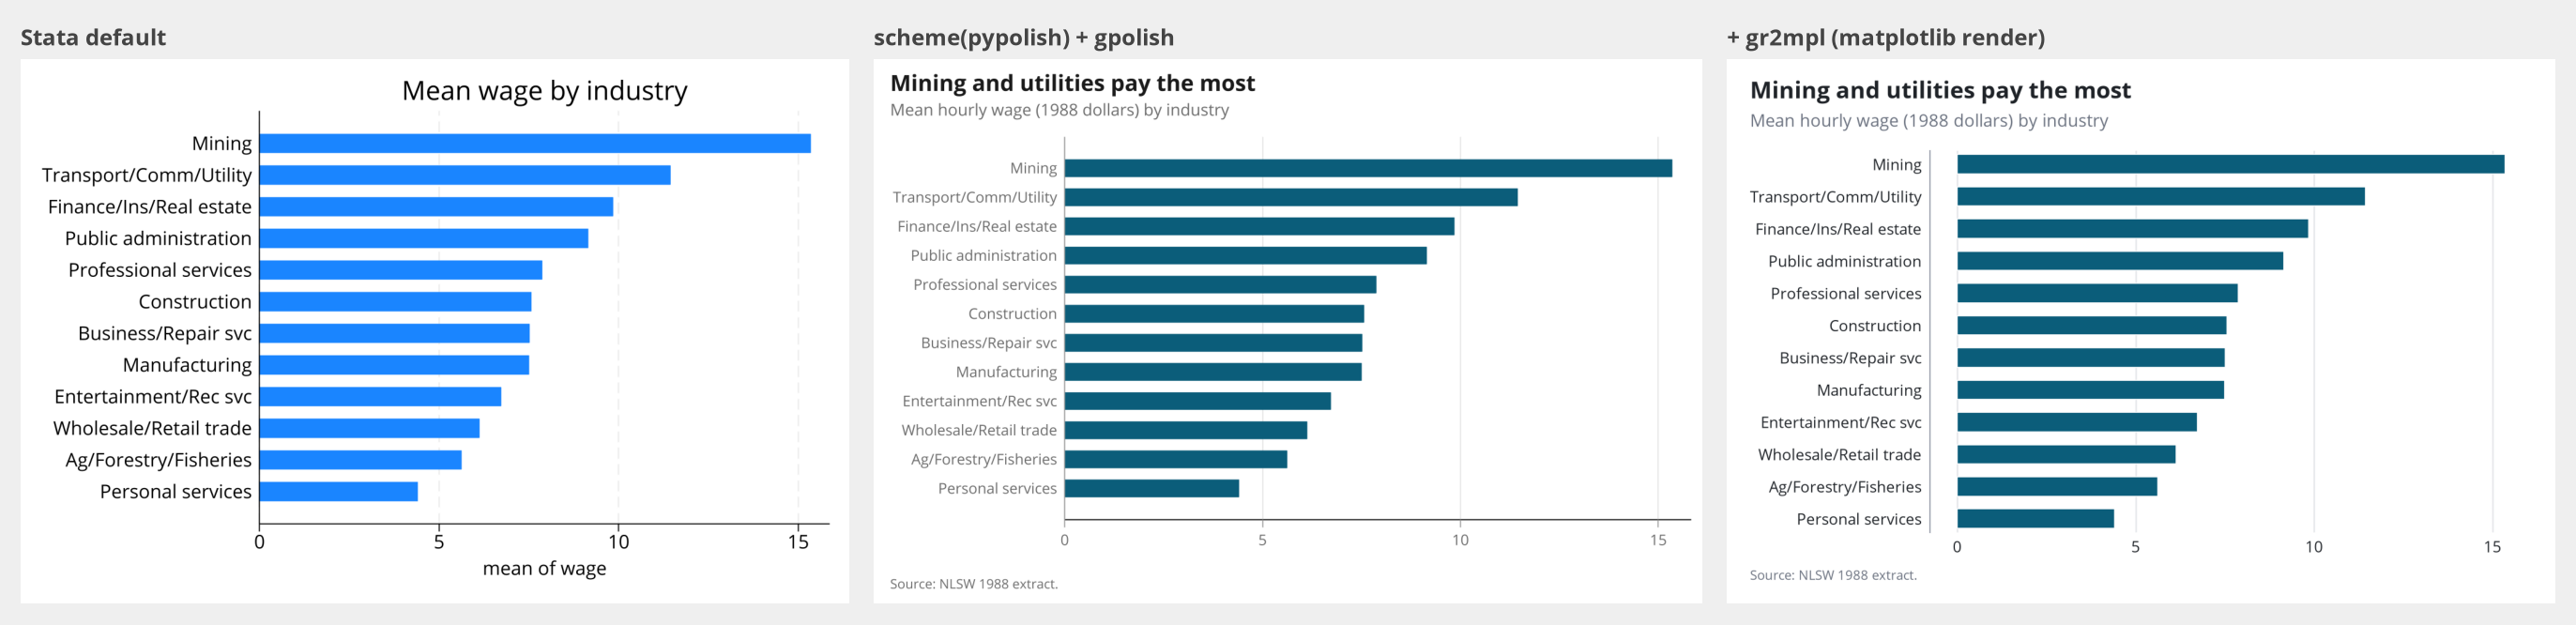 Stata default
Mean wage by industry
Mining
Transport/Comm/Utility
Finance/Ins/Real estate
Public administration
Professional services
Construction
Business/Repair svc
Manufacturing
Entertainment/Rec svc
Wholesale/Retail trade
Ag/Forestry/Fisheries
Personal services
0 5 10 15
mean of wage
scheme(pypolish) + gpolish
Mining and utilities pay the most
Mean hourly wage (1988 dollars) by industry
Mining
Transport/Comm/Utility
Finance/Ins/Real estate
Public administration
Professional services
Construction
Business/Repair svc
Manufacturing
Entertainment/Rec svc
Wholesale/Retail trade
Ag/Forestry/Fisheries
Personal services
0 5 10 15
Source: NLSW 1988 extract.
+ gr2mpl (matplotlib render)
Mining and utilities pay the most
Mean hourly wage (1988 dollars) by industry
Mining
Transport/Comm/Utility
Finance/Ins/Real estate
Public administration
Professional services
Construction
Business/Repair svc
Manufacturing
Entertainment/Rec svc
Wholesale/Retail trade
Ag/Forestry/Fisheries
Personal services
0 5 10 15
Source: NLSW 1988 extract.